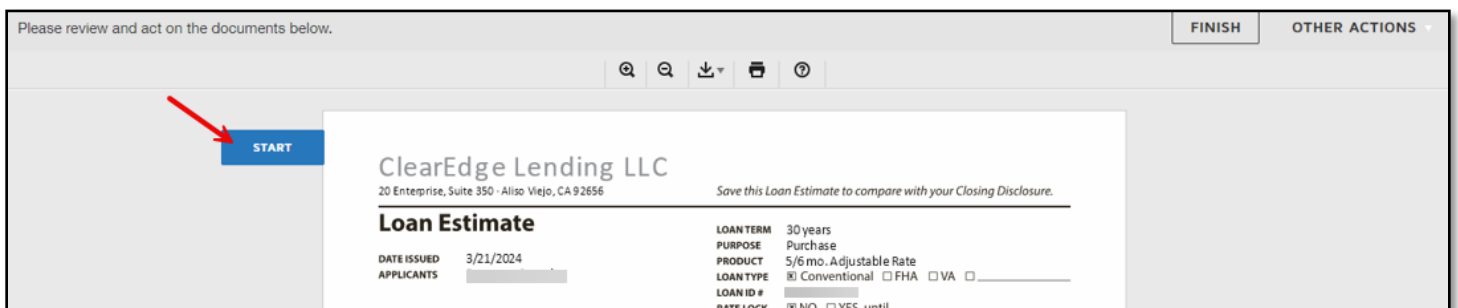 Please review and act on the documents below.
FINISH
OTHER ACTIONS
START
ClearEdge Lending LLC
20 Enterprise, Suite 350 · Aliso Viejo, CA 92656
Save this Loan Estimate to compare with your Closing Disclosure.
Loan Estimate
DATE ISSUED 3/21/2024
APPLICANTS
LOAN TERM 30 years
PURPOSE Purchase
PRODUCT 5/6 mo. Adjustable Rate
LOAN TYPE ☒ Conventional ☐ FHA ☐ VA ☐ ____________
LOAN ID #
RATE LOCK ☒ NO ☐ YES, until